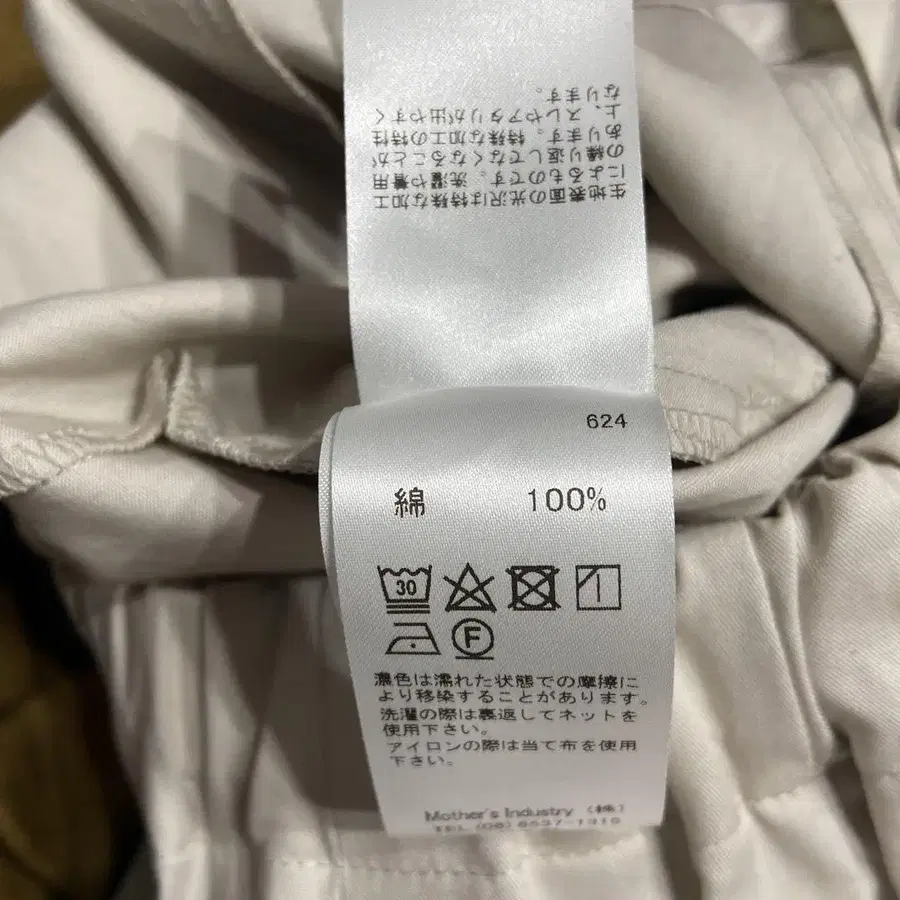 生地表面の光沢は特殊な加工
によるものです。洗濯や着用
の繰り返しでなくなることが
あります。特殊な加工の特性
上、スレやアタリが出やすく
なります。
624
綿 100%
30
F
濃色は濡れた状態での摩擦に
より移染することがあります。
洗濯の際は裏返してネットを
使用下さい。
アイロンの際は当て布を使用
下さい。
Mother's Industry (株)
TEL (06)